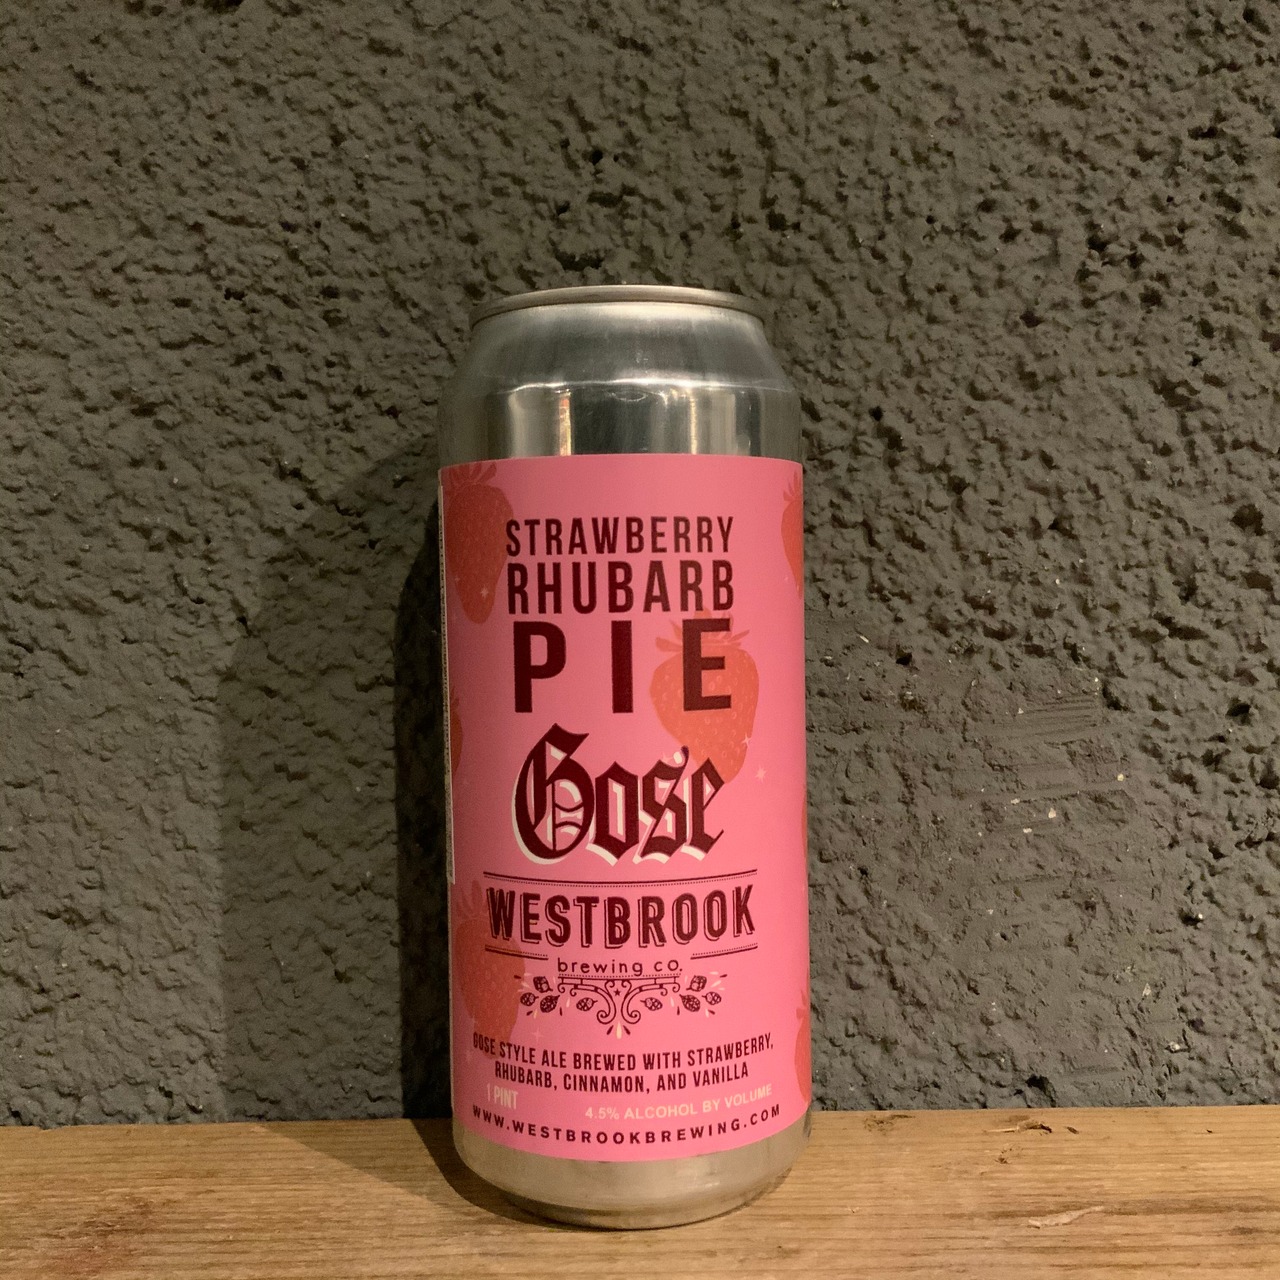 STRAWBERRY
RHUBARB
PIE
Gose
WESTBROOK
brewing co.
GOSE STYLE ALE BREWED WITH STRAWBERRY,
RHUBARB, CINNAMON, AND VANILLA
1 PINT
4.5% ALCOHOL BY VOLUME
WWW.WESTBROOKBREWING.COM